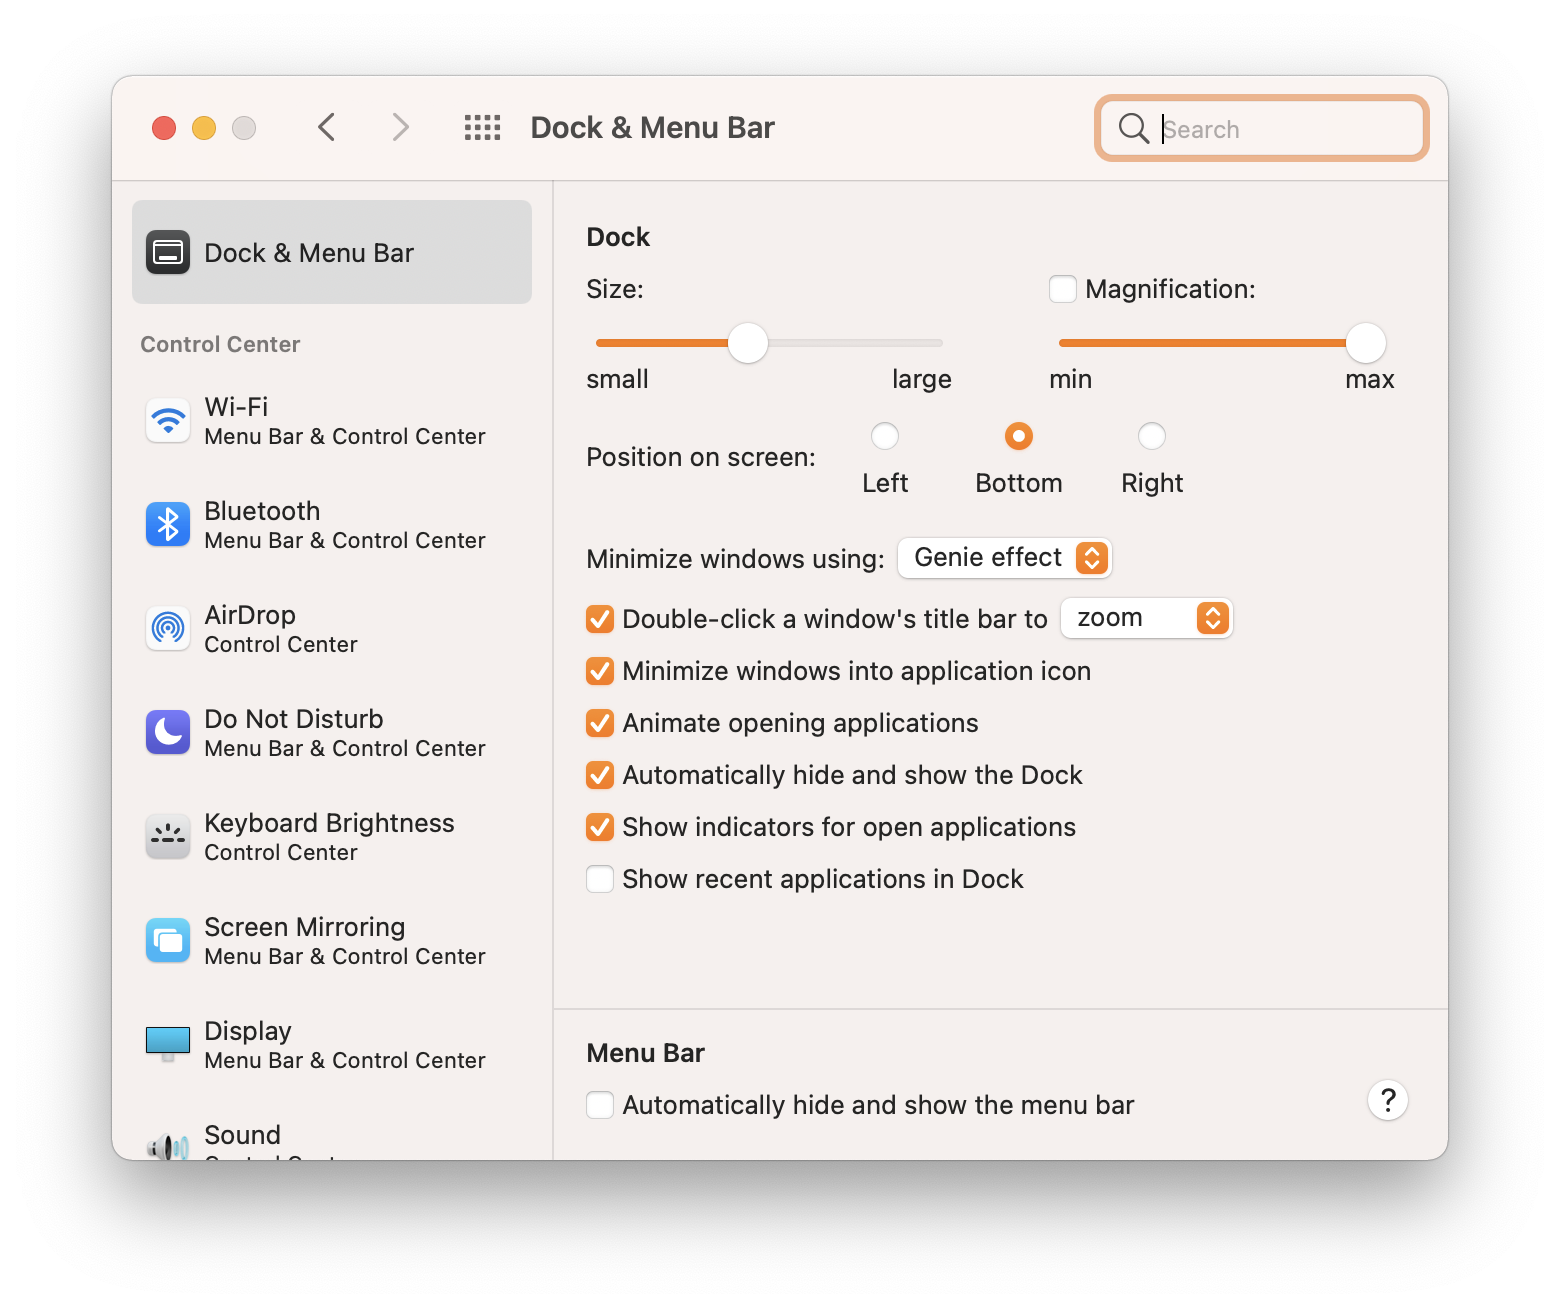 Dock & Menu Bar
Search
Dock & Menu Bar
Control Center
Wi-Fi
Menu Bar & Control Center
Bluetooth
Menu Bar & Control Center
AirDrop
Control Center
Do Not Disturb
Menu Bar & Control Center
Keyboard Brightness
Control Center
Screen Mirroring
Menu Bar & Control Center
Display
Menu Bar & Control Center
Sound
Dock
Size:
Magnification:
small large
min max
Position on screen:
Left Bottom Right
Minimize windows using: Genie effect
Double-click a window's title bar to zoom
Minimize windows into application icon
Animate opening applications
Automatically hide and show the Dock
Show indicators for open applications
Show recent applications in Dock
Menu Bar
Automatically hide and show the menu bar
?